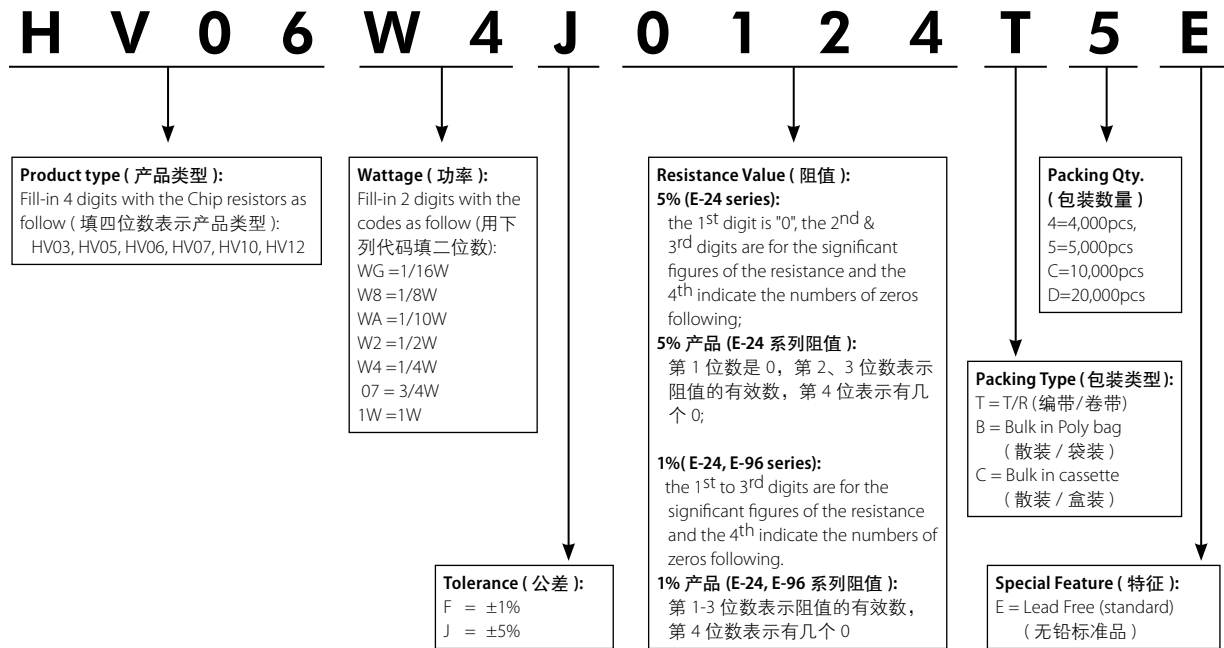 H V 0 6 W 4 J 0 1 2 4 T 5 E
Product type ( 产品类型 ):
Fill-in 4 digits with the Chip resistors as
follow ( 填四位数表示产品类型 ):
HV03, HV05, HV06, HV07, HV10, HV12
Wattage ( 功率 ):
Fill-in 2 digits with the
codes as follow (用下
列代码填二位数):
WG =1/16W
W8 =1/8W
WA =1/10W
W2 =1/2W
W4 =1/4W
07 = 3/4W
1W =1W
Tolerance ( 公差 ):
F = ±1%
J = ±5%
Resistance Value ( 阻值 ):
5% (E-24 series):
the 1st digit is "0", the 2nd &
3rd digits are for the significant
figures of the resistance and the
4th indicate the numbers of zeros
following;
5% 产品 (E-24 系列阻值 ):
第 1 位数是 0，第 2、3 位数表示
阻值的有效数，第 4 位表示有几
个 0;
1%( E-24, E-96 series):
the 1st to 3rd digits are for the
significant figures of the resistance
and the 4th indicate the numbers of
zeros following.
1% 产品 (E-24, E-96 系列阻值 ):
第 1-3 位数表示阻值的有效数，
第 4 位数表示有几个 0
Packing Type (包装类型):
T = T/R (编带/卷带)
B = Bulk in Poly bag
( 散装 / 袋装 )
C = Bulk in cassette
( 散装 / 盒装 )
Packing Qty.
( 包装数量 )
4=4,000pcs,
5=5,000pcs
C=10,000pcs
D=20,000pcs
Special Feature ( 特征 ):
E = Lead Free (standard)
( 无铅标准品 )